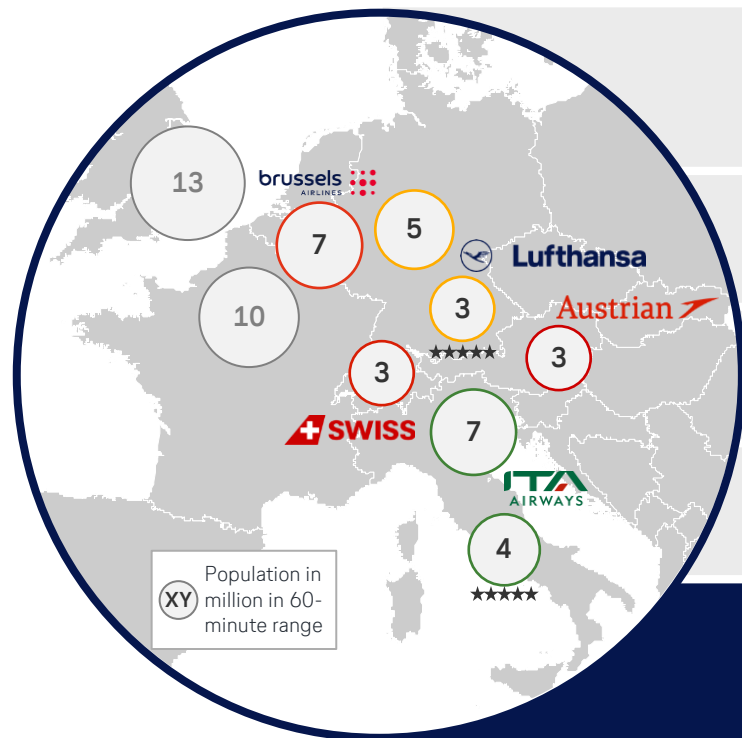 13
brussels
AIRLINES
7
5
Lufthansa
10
3
★★★★★
Austrian
3
3
SWISS
7
ITA
AIRWAYS
4
★★★★★
XY
Population in
million in 60-
minute range